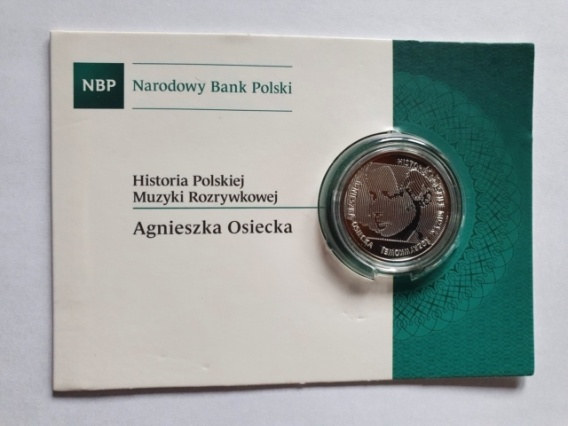 NBP
Narodowy Bank Polski
Historia Polskiej
Muzyki Rozrywkowej
Agnieszka Osiecka